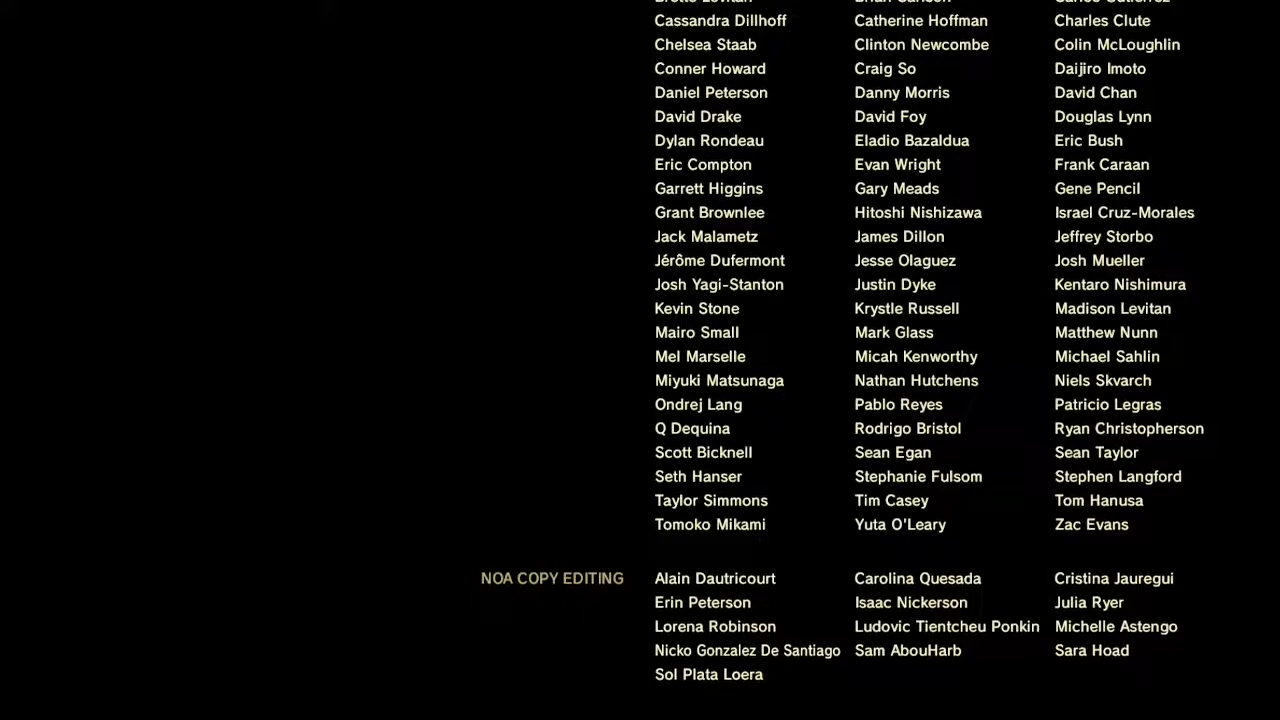 Cassandra Dillhoff Catherine Hoffman Charles Clute
Chelsea Staab Clinton Newcombe Colin McLoughlin
Conner Howard Craig So Daijiro Imoto
Daniel Peterson Danny Morris David Chan
David Drake David Foy Douglas Lynn
Dylan Rondeau Eladio Bazaldua Eric Bush
Eric Compton Evan Wright Frank Caraan
Garrett Higgins Gary Meads Gene Pencil
Grant Brownlee Hitoshi Nishizawa Israel Cruz-Morales
Jack Malametz James Dillon Jeffrey Storbo
Jérôme Dufermont Jesse Olaguez Josh Mueller
Josh Yagi-Stanton Justin Dyke Kentaro Nishimura
Kevin Stone Krystle Russell Madison Levitan
Mairo Small Mark Glass Matthew Nunn
Mel Marselle Micah Kenworthy Michael Sahlin
Miyuki Matsunaga Nathan Hutchens Niels Skvarch
Ondrej Lang Pablo Reyes Patricio Legras
Q Dequina Rodrigo Bristol Ryan Christopherson
Scott Bicknell Sean Egan Sean Taylor
Seth Hanser Stephanie Fulsom Stephen Langford
Taylor Simmons Tim Casey Tom Hanusa
Tomoko Mikami Yuta O'Leary Zac Evans
NOA COPY EDITING Alain Dautricourt Carolina Quesada Cristina Jauregui
Erin Peterson Isaac Nickerson Julia Ryer
Lorena Robinson Ludovic Tientcheu Ponkin Michelle Astengo
Nicko Gonzalez De Santiago Sam AbouHarb Sara Hoad
Sol Plata Loera